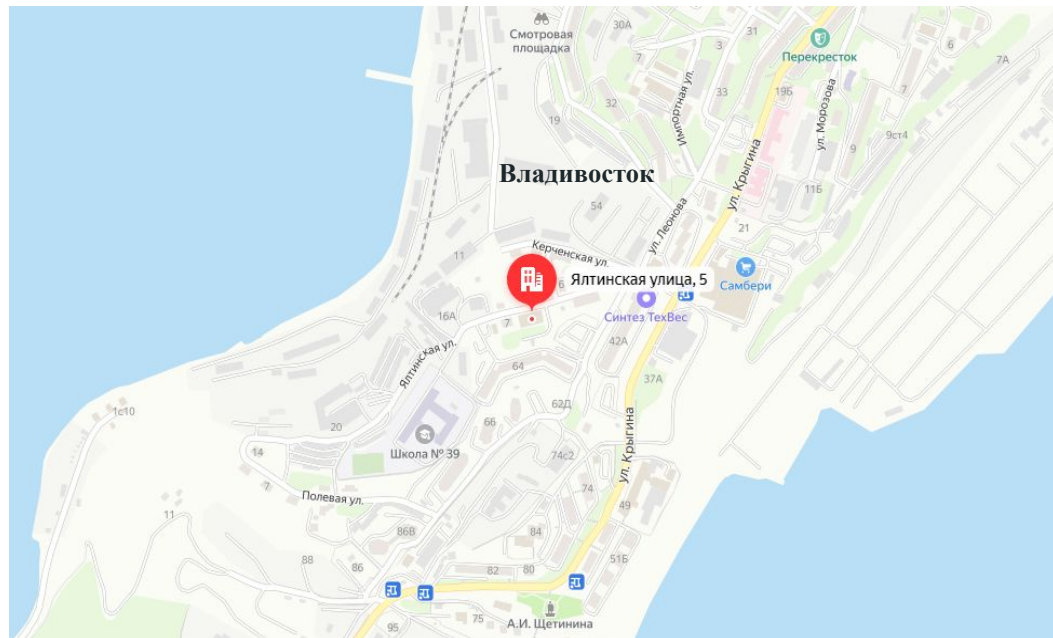 Смотровая
площадка
30А
31
3
7
33
32
19
Импортная ул.
Перекресток
6
7А
19Б
7
ул. Морозова
9
9ст4
11Б
Владивосток
ул. Крыгина
54
ул. Леонова
21
Керченская ул.
11
6
Ялтинская улица, 5
Самбери
Синтез ТехВес
16А
7
42А
Ялтинская ул.
64
37А
1с10
62Д
66
20
Школа № 39
14
74с2
ул. Крыгина
7
Полевая ул.
74
49
11
86В
84
88
86
51Б
82
80
75
95
А.И. Щетинина